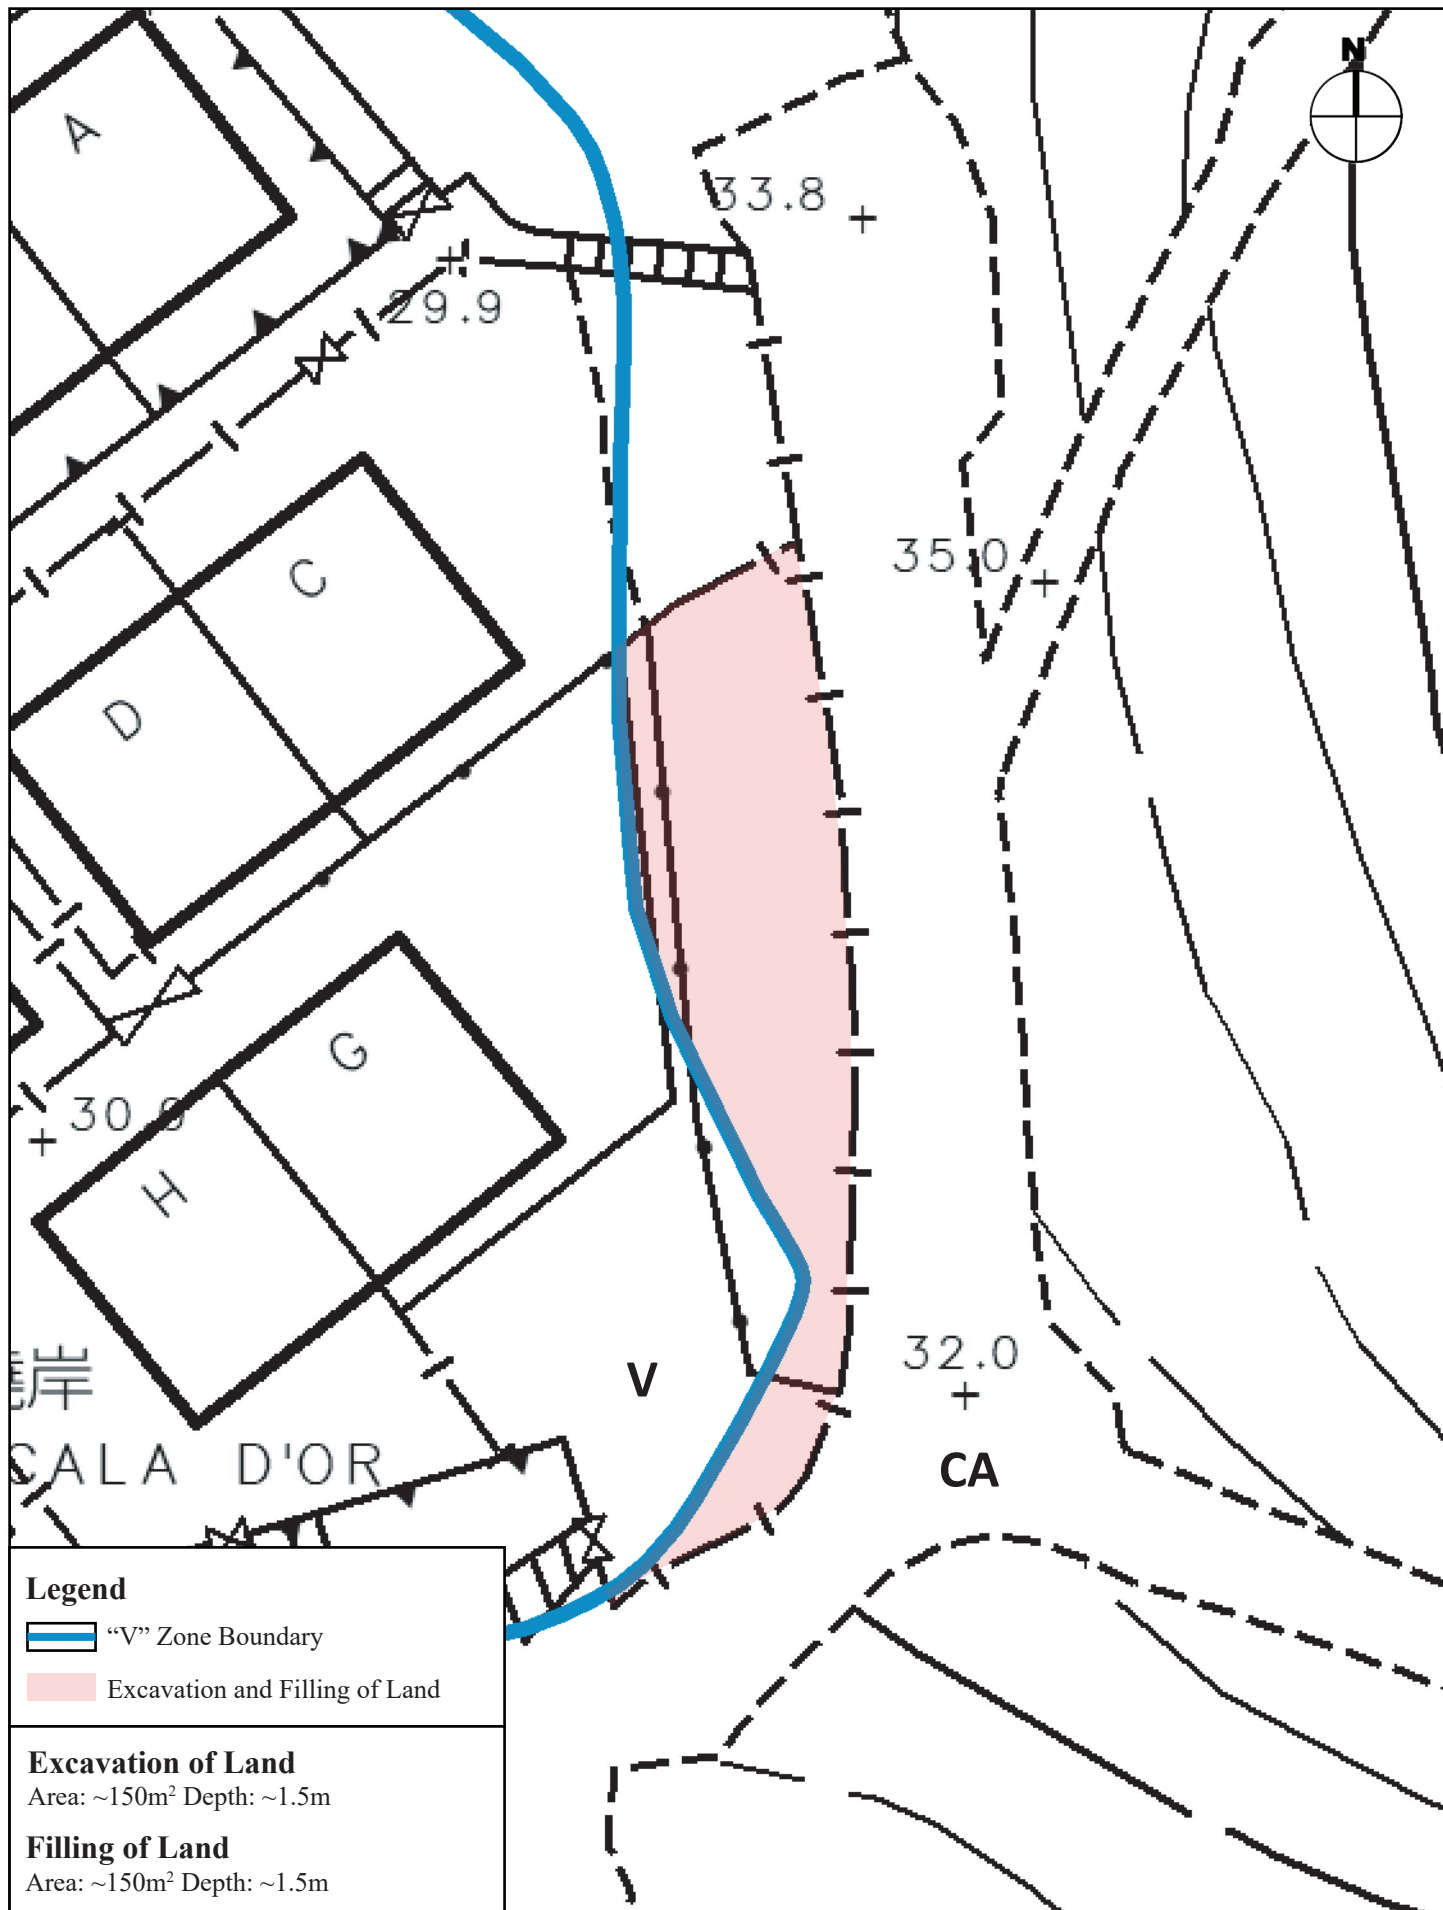 N
A
33.8
29.9
C
35.0
D
G
30.0
H
V
32.0
岸
CALA D'OR
CA
Legend
“V” Zone Boundary
Excavation and Filling of Land
Excavation of Land
Area: ~150m² Depth: ~1.5m
Filling of Land
Area: ~150m² Depth: ~1.5m